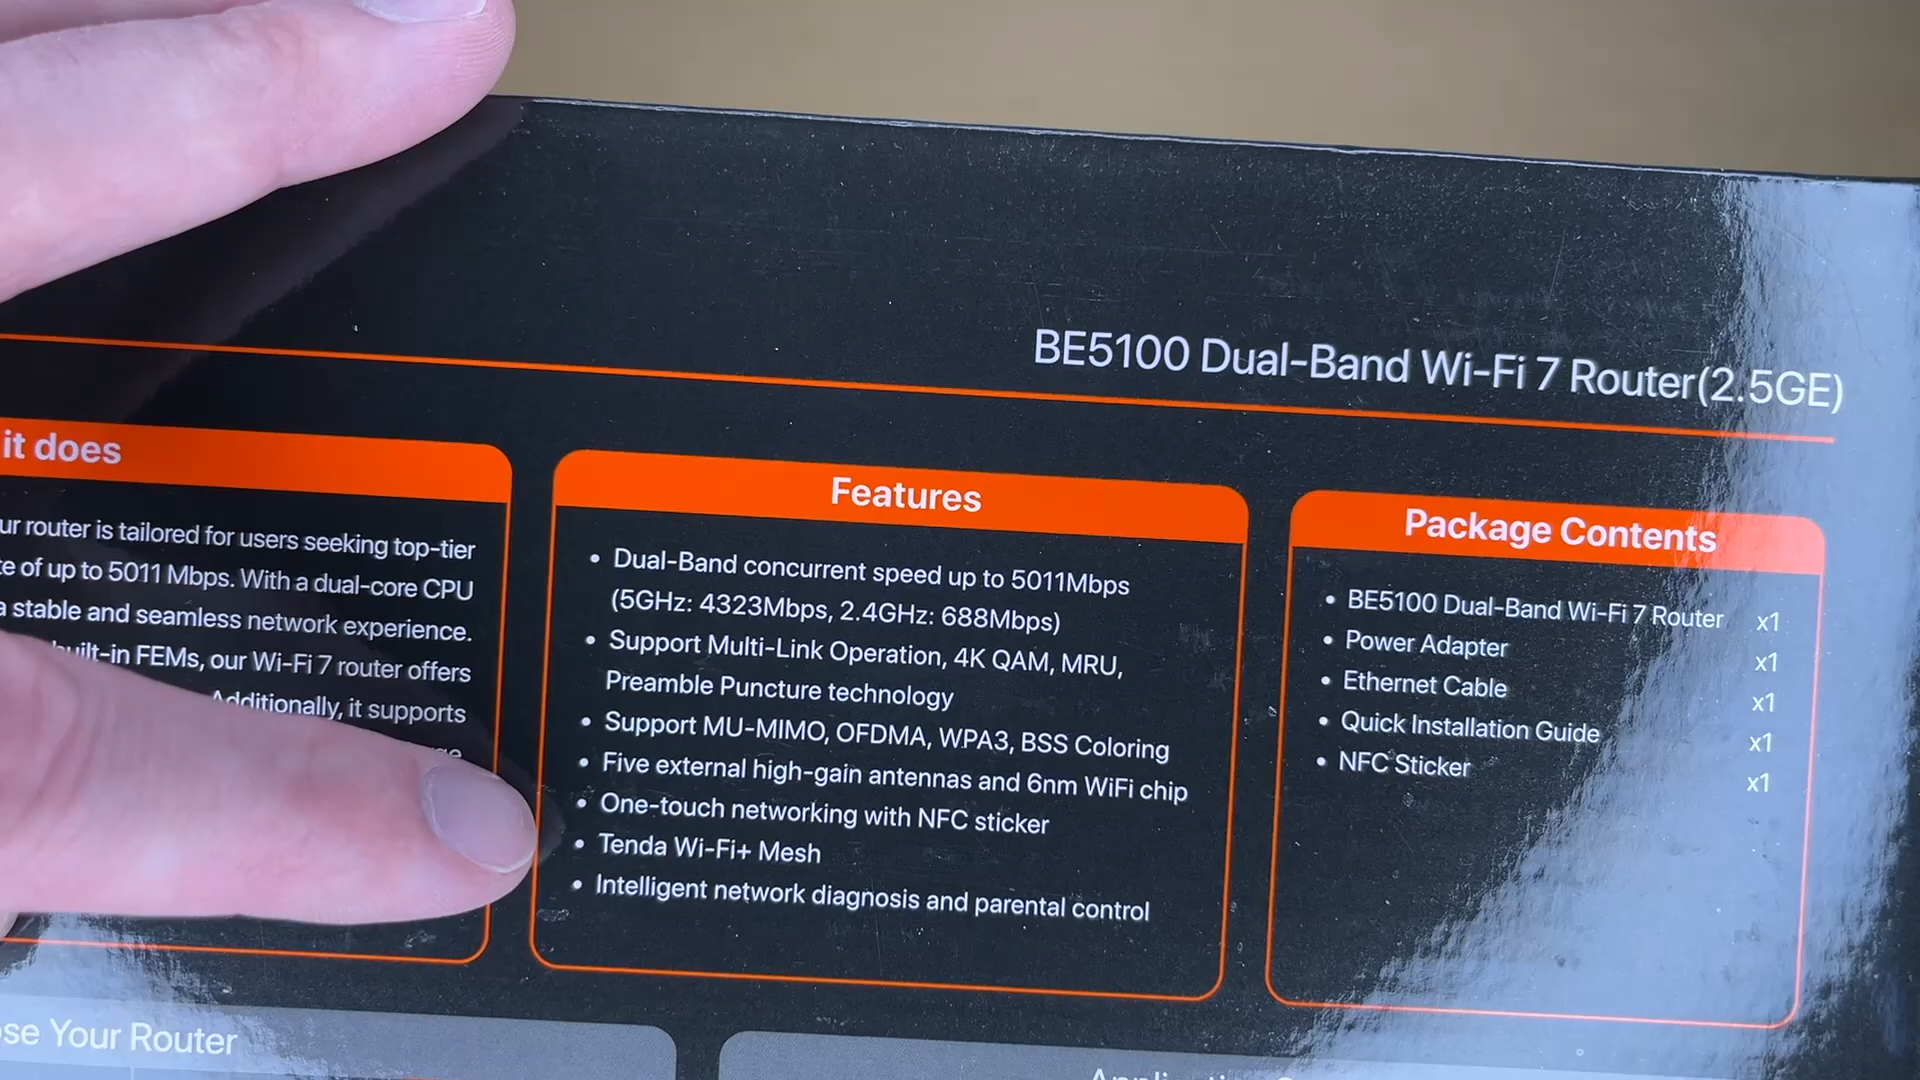 BE5100 Dual-Band Wi-Fi 7 Router(2.5GE)
it does
ur router is tailored for users seeking top-tier
te of up to 5011 Mbps. With a dual-core CPU
a stable and seamless network experience.
built-in FEMs, our Wi-Fi 7 router offers
Additionally, it supports
Features
• Dual-Band concurrent speed up to 5011Mbps
(5GHz: 4323Mbps, 2.4GHz: 688Mbps)
• Support Multi-Link Operation, 4K QAM, MRU,
Preamble Puncture technology
• Support MU-MIMO, OFDMA, WPA3, BSS Coloring
• Five external high-gain antennas and 6nm WiFi chip
• One-touch networking with NFC sticker
• Tenda Wi-Fi+ Mesh
• Intelligent network diagnosis and parental control
Package Contents
• BE5100 Dual-Band Wi-Fi 7 Router x1
• Power Adapter x1
• Ethernet Cable x1
• Quick Installation Guide x1
• NFC Sticker x1
ose Your Router